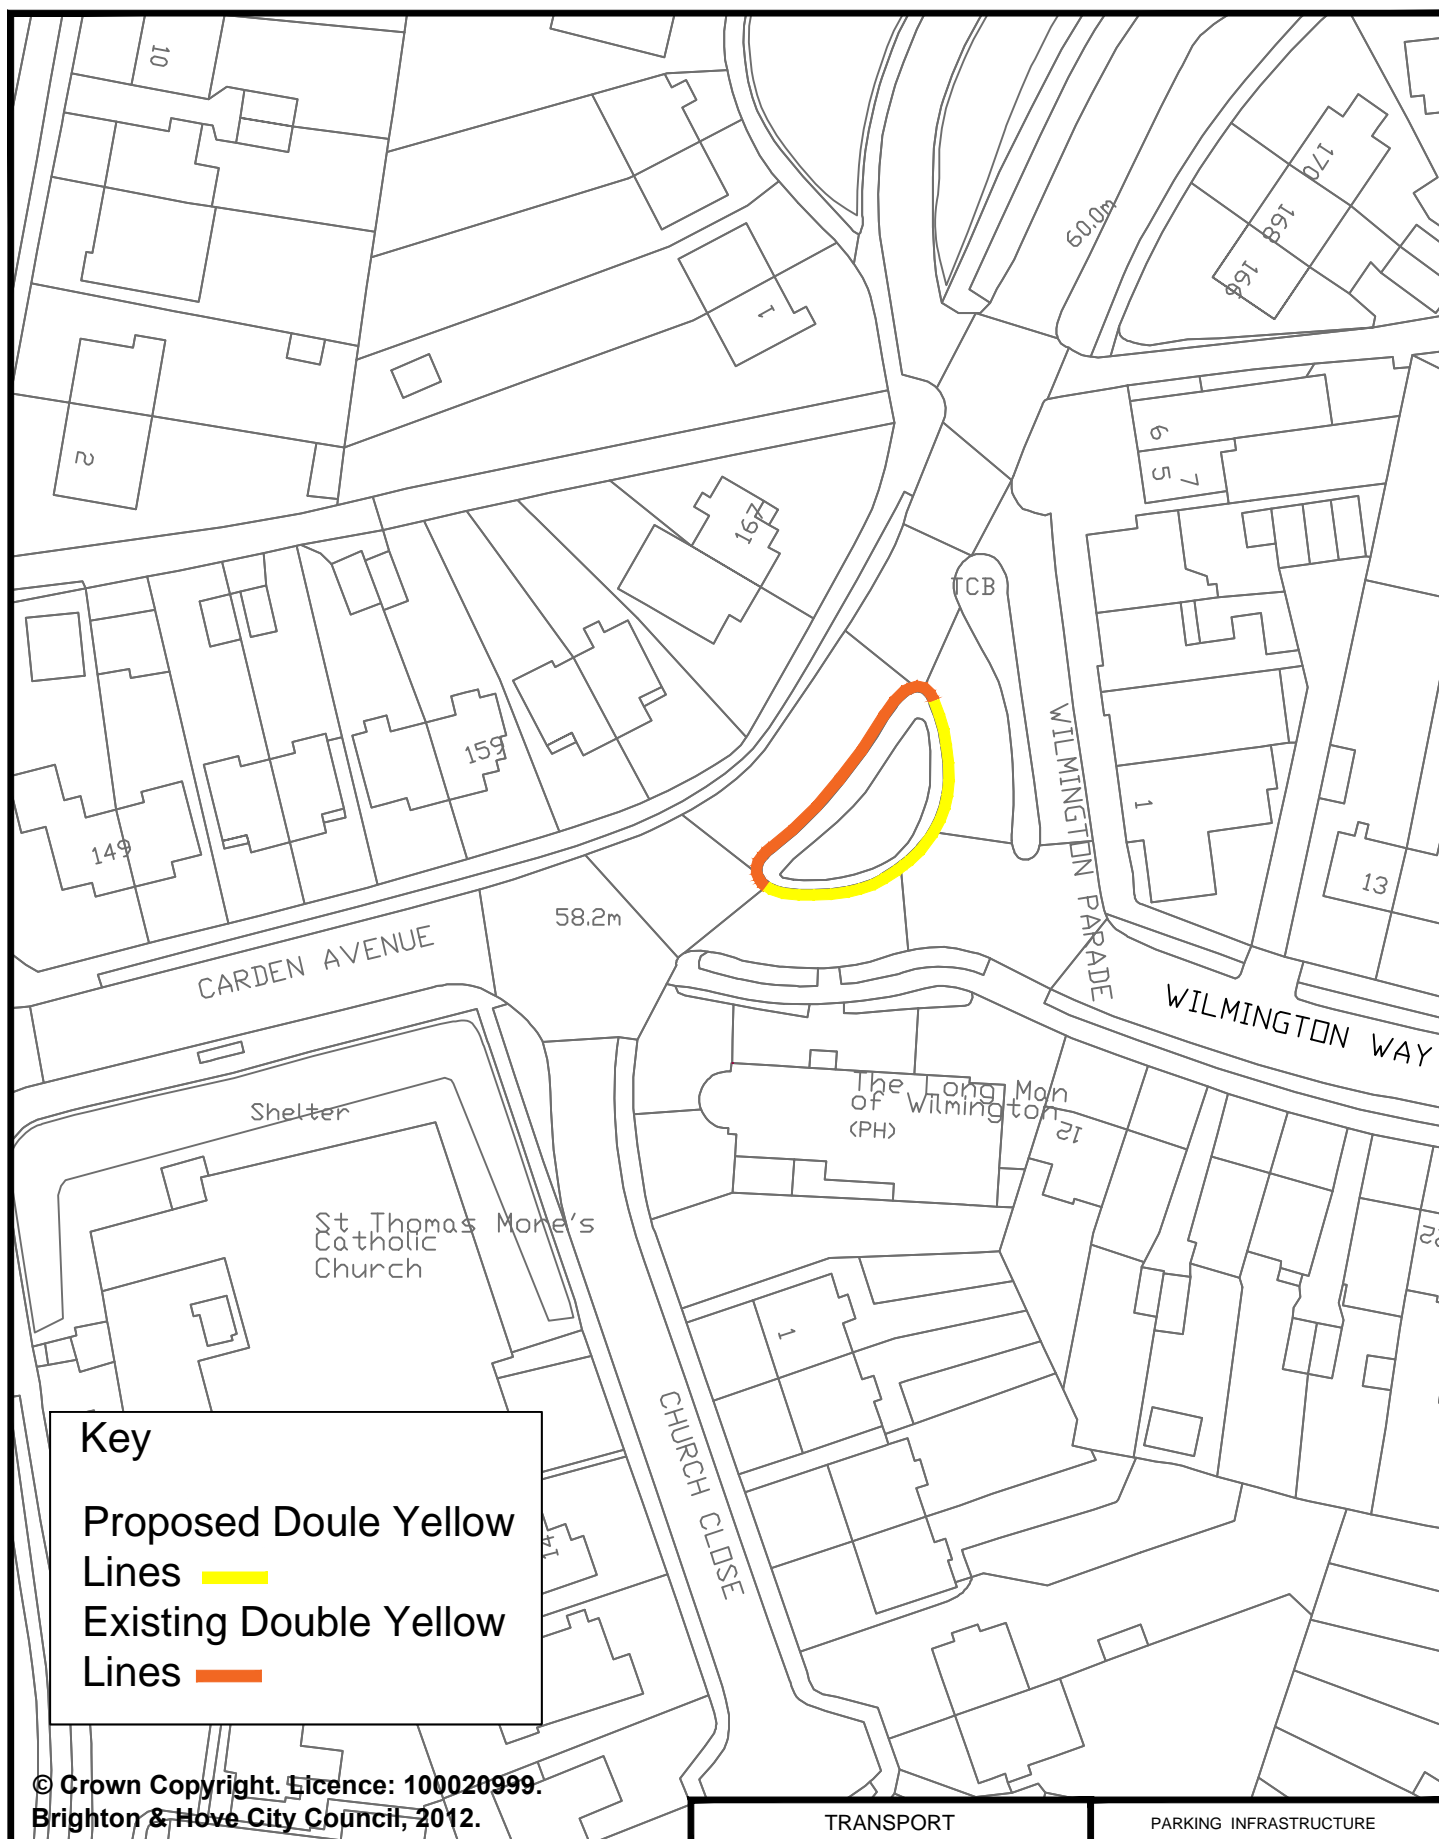 10
170
168
166
60.0m
1
2
6
5
7
167
TCB
WILMINGTON PARADE
159
149
1
13
58.2m
CARDEN AVENUE
WILMINGTON WAY
The Long Man
of Wilmington
(PH)
12
Shelter
22
St Thomas More's
Catholic
Church
1
CHURCH CLOSE
14
Key
Proposed Doule Yellow
Lines
Existing Double Yellow
Lines
© Crown Copyright. Licence: 100020999.
Brighton & Hove City Council, 2012.
TRANSPORT
PARKING INFRASTRUCTURE